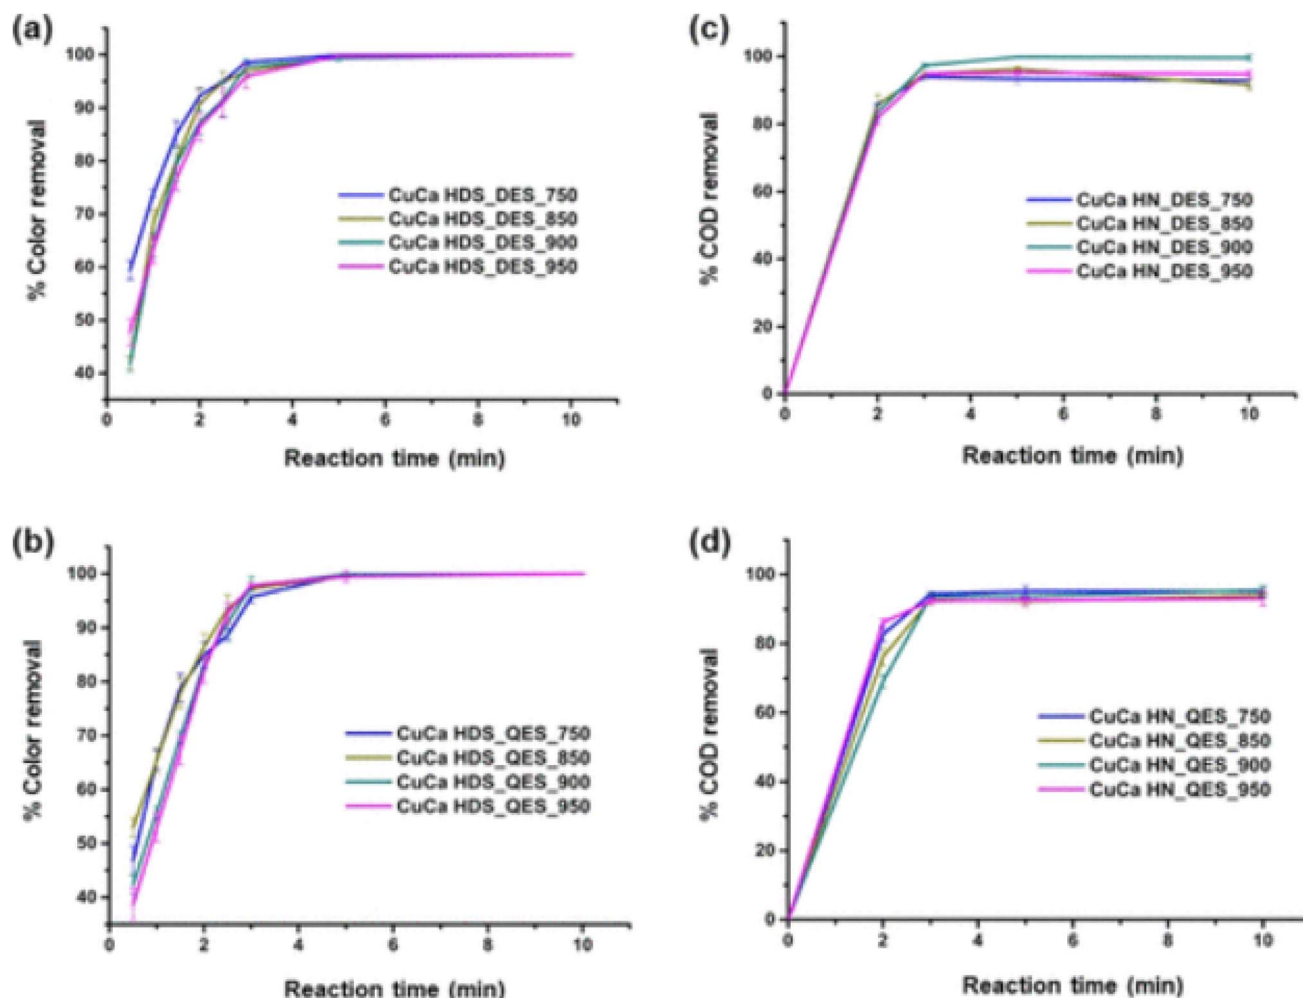 (a)
% Color removal
100
90
80
70
60
50
40
CuCa HDS_DES_750
CuCa HDS_DES_850
CuCa HDS_DES_900
CuCa HDS_DES_950
0 2 4 6 8 10
Reaction time (min)
(c)
% COD removal
100
80
60
40
20
0
CuCa HN_DES_750
CuCa HN_DES_850
CuCa HN_DES_900
CuCa HN_DES_950
0 2 4 6 8 10
Reaction time (min)
(b)
% Color removal
100
90
80
70
60
50
40
CuCa HDS_QES_750
CuCa HDS_QES_850
CuCa HDS_QES_900
CuCa HDS_QES_950
0 2 4 6 8 10
Reaction time (min)
(d)
% COD removal
100
80
60
40
20
0
CuCa HN_QES_750
CuCa HN_QES_850
CuCa HN_QES_900
CuCa HN_QES_950
0 2 4 6 8 10
Reaction time (min)